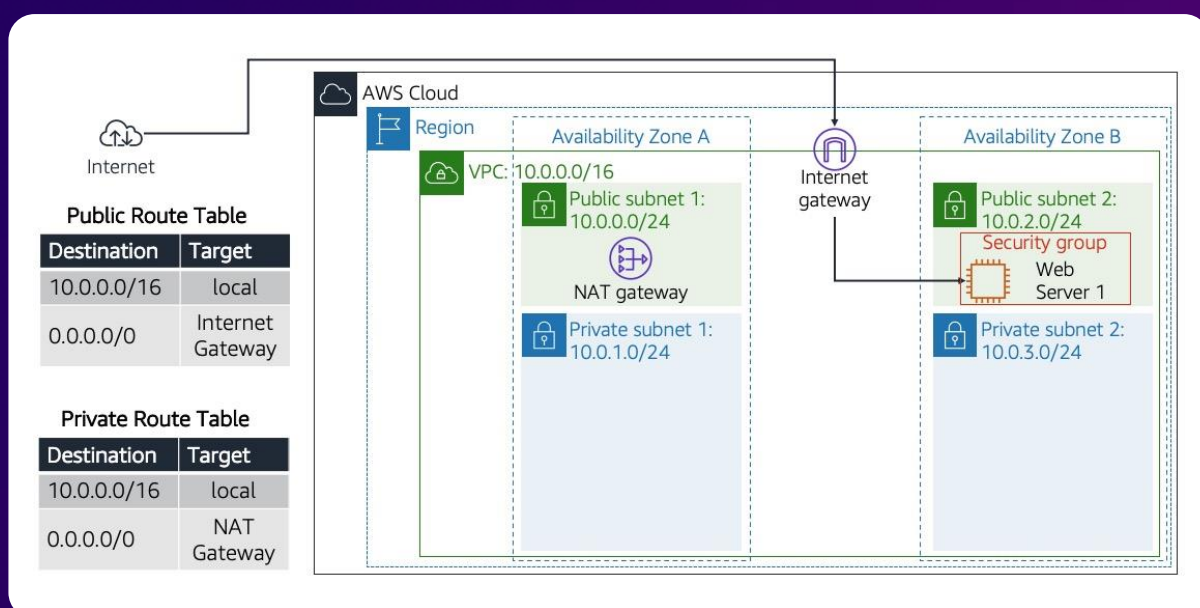 AWS Cloud
Region
Availability Zone A
Availability Zone B
Internet
VPC: 10.0.0.0/16
Internet
gateway
Public subnet 1:
10.0.0.0/24
NAT gateway
Public subnet 2:
10.0.2.0/24
Security group
Web
Server 1
Private subnet 1:
10.0.1.0/24
Private subnet 2:
10.0.3.0/24
Public Route Table
Destination Target
10.0.0.0/16 local
0.0.0.0/0 Internet
Gateway
Private Route Table
Destination Target
10.0.0.0/16 local
0.0.0.0/0 NAT
Gateway